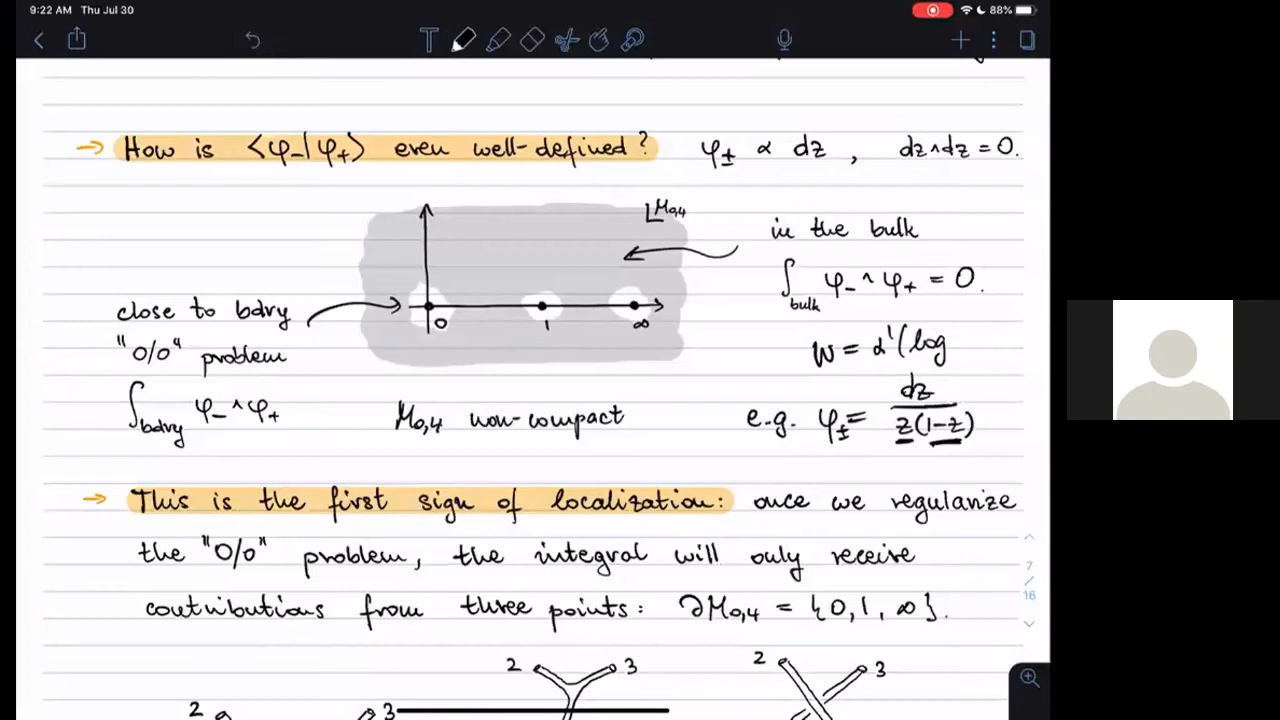 9:22 AM Thu Jul 30
88%
→ How is <φ₋|φ₊> even well-defined? φ± ∝ dz , dz∧dz = 0.
M₀,₄
in the bulk
∫bulk φ₋ ∧ φ₊ = 0.
close to bdry
"0/0" problem
∫bdry φ₋ ∧ φ₊
0 1 ∞
W = α'(log
M₀,₄ non-compact
e.g. φ± = dz / z(1-z)
→ This is the first sign of localization: once we regularize
the "0/0" problem, the integral will only receive
contributions from three points: ∂M₀,₄ = {0, 1, ∞}.
7 / 16
2 3 2 3 2 3